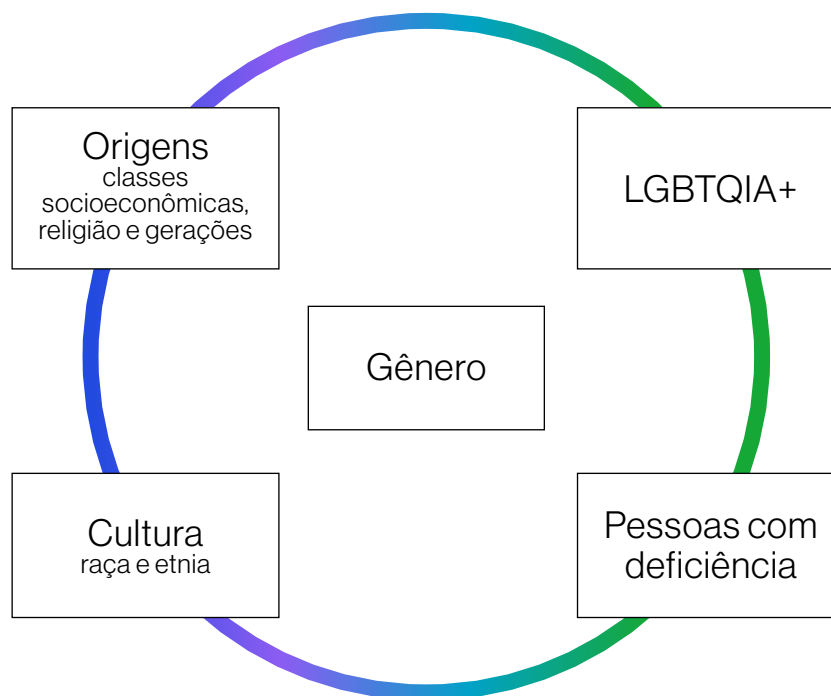 Origens
classes
socioeconômicas,
religião e gerações
LGBTQIA+
Gênero
Cultura
raça e etnia
Pessoas com
deficiência